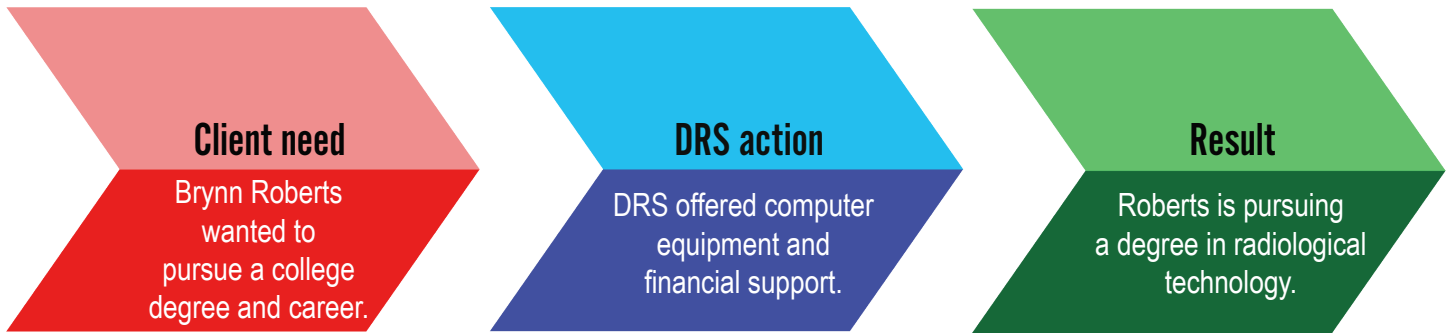 Client need
Brynn Roberts
wanted to
pursue a college
degree and career.
DRS action
DRS offered computer
equipment and
financial support.
Result
Roberts is pursuing
a degree in radiological
technology.